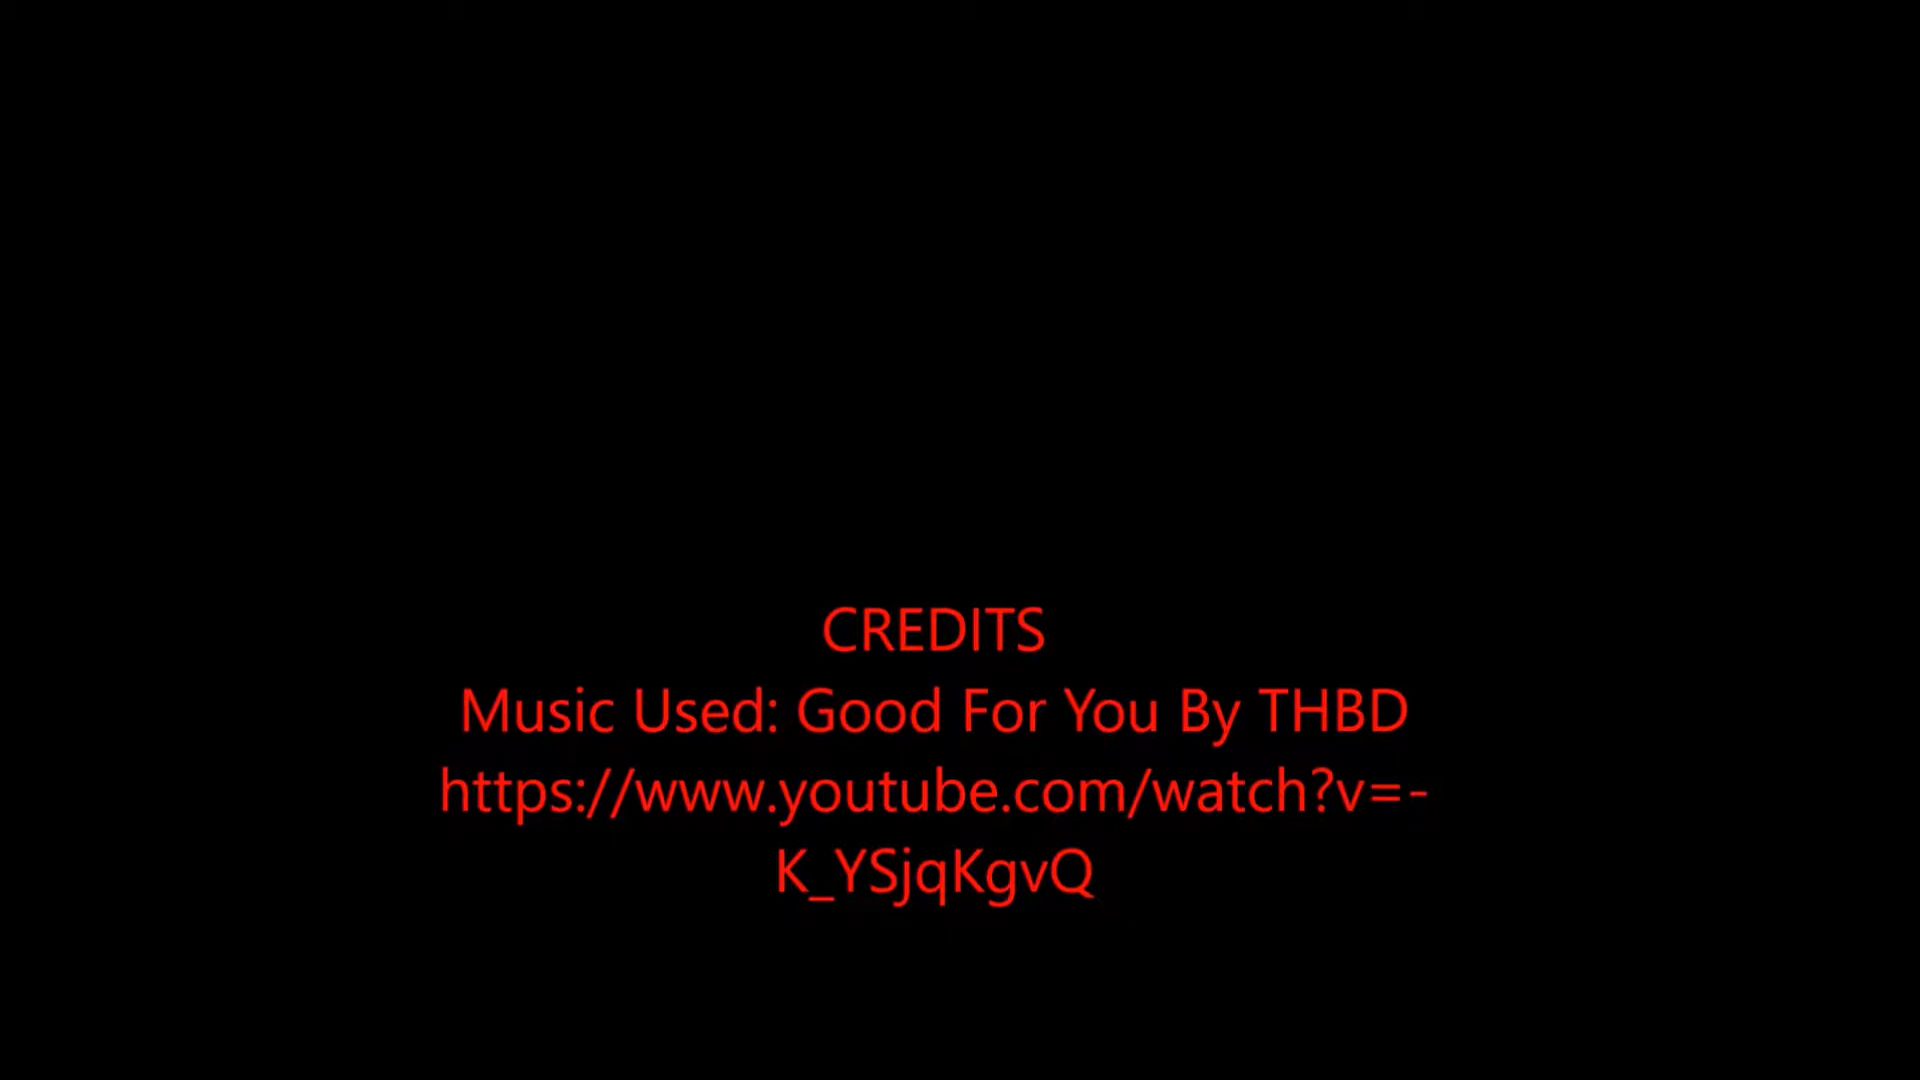 CREDITS
Music Used: Good For You By THBD
https://www.youtube.com/watch?v=-
K_YSjqKgvQ